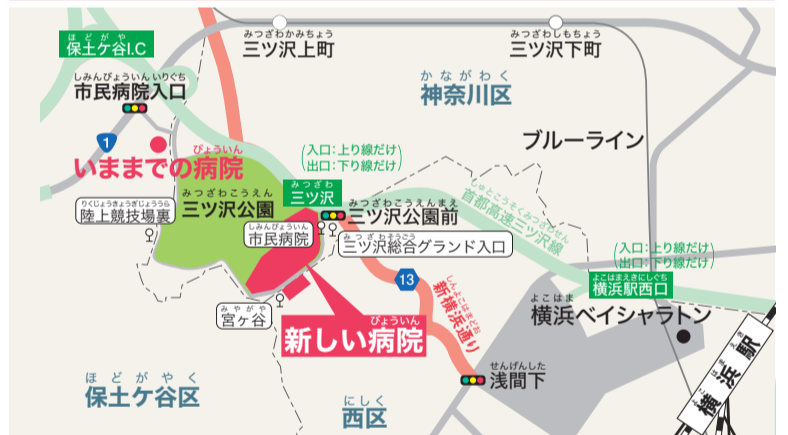 ほどがや
保土ケ谷I.C
みつざわかみちょう
三ツ沢上町
みつざわしもちょう
三ツ沢下町
しみんびょういん いりぐち
市民病院入口
かながわく
神奈川区
ブルーライン
1
びょういん
いままでの病院
(入口：上り線だけ)
(出口：下り線だけ)
みつざわ
三ツ沢
みつざわこうえん
三ツ沢公園
みつざわこうえんまえ
三ツ沢公園前
りくじょうきょうぎじょううら
陸上競技場裏
しみんびょういん
市民病院
みつざわそうごう
三ツ沢総合グランド入口
しゅとこうそくみつざわせん
首都高速三ツ沢線
(入口：上り線だけ)
(出口：下り線だけ)
よこはまえきにしぐち
横浜駅西口
13
しんよこはまどお
新横浜通り
よこはま
横浜ベイシャラトン
みやがや
宮ヶ谷
びょういん
新しい病院
よこはまえき
横浜駅
せんげんした
浅間下
ほどがやく
保土ケ谷区
にしく
西区